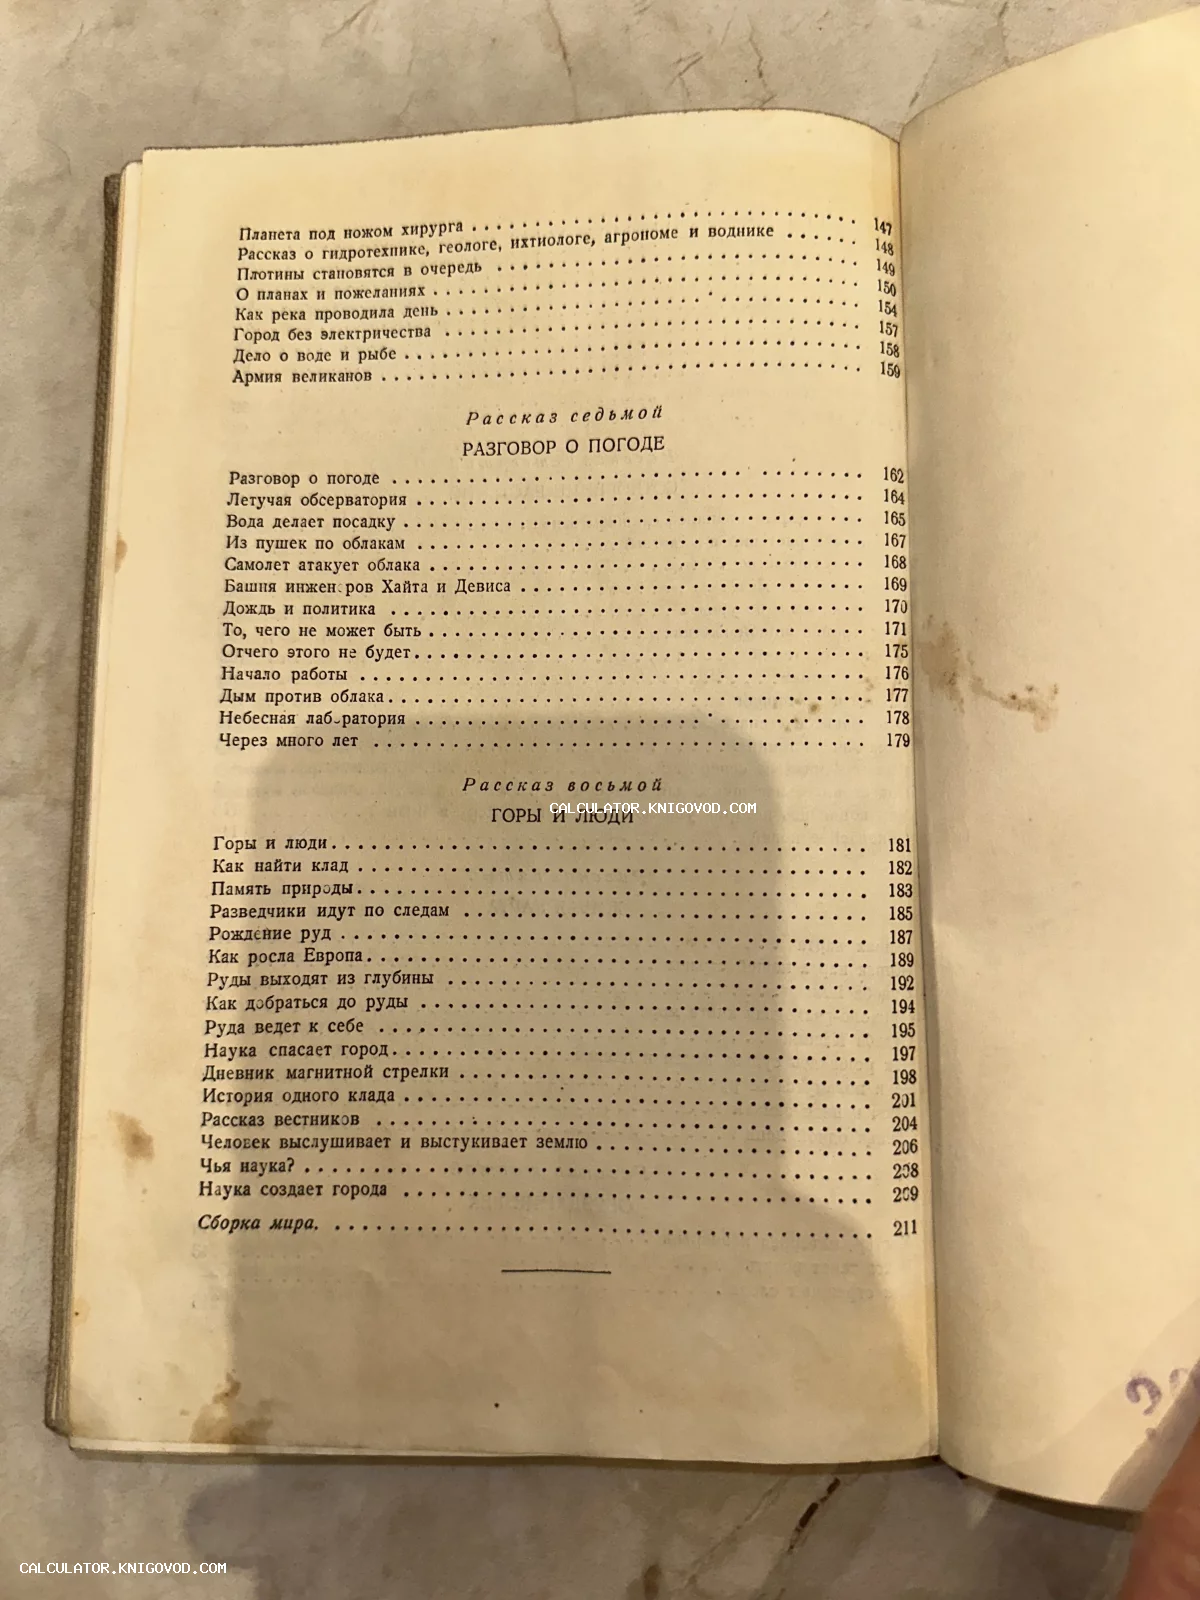 Планета под ножом хирурга . . . . . . . . . . . . . . . . . . . . . . . . . 147
Рассказ о гидротехнике, геологе, ихтиологе, агрономе и воднике . . . . . . 148
Плотины становятся в очередь . . . . . . . . . . . . . . . . . . . . . . . . 149
О планах и пожеланиях . . . . . . . . . . . . . . . . . . . . . . . . . . . 150
Как река проводила день . . . . . . . . . . . . . . . . . . . . . . . . . . 154
Город без электричества . . . . . . . . . . . . . . . . . . . . . . . . . . 157
Дело о воде и рыбе . . . . . . . . . . . . . . . . . . . . . . . . . . . . . 158
Армия великанов . . . . . . . . . . . . . . . . . . . . . . . . . . . . . . 159
Рассказ седьмой
РАЗГОВОР О ПОГОДЕ
Разговор о погоде . . . . . . . . . . . . . . . . . . . . . . . . . . . . . 162
Летучая обсерватория . . . . . . . . . . . . . . . . . . . . . . . . . . . . 164
Вода делает посадку . . . . . . . . . . . . . . . . . . . . . . . . . . . . 165
Из пушек по облакам . . . . . . . . . . . . . . . . . . . . . . . . . . . . 167
Самолет атакует облака . . . . . . . . . . . . . . . . . . . . . . . . . . . 168
Башня инженеров Хайта и Девиса . . . . . . . . . . . . . . . . . . . . . . . 169
Дождь и политика . . . . . . . . . . . . . . . . . . . . . . . . . . . . . . 170
То, чего не может быть . . . . . . . . . . . . . . . . . . . . . . . . . . . 171
Отчего этого не будет . . . . . . . . . . . . . . . . . . . . . . . . . . . 175
Начало работы . . . . . . . . . . . . . . . . . . . . . . . . . . . . . . . 176
Дым против облака . . . . . . . . . . . . . . . . . . . . . . . . . . . . . 177
Небесная лаборатория . . . . . . . . . . . . . . . . . . . . . . . . . . . . 178
Через много лет . . . . . . . . . . . . . . . . . . . . . . . . . . . . . . 179
Рассказ восьмой
CALCULATOR.KNIGOVOD.COM
ГОРЫ И ЛЮДИ
Горы и люди . . . . . . . . . . . . . . . . . . . . . . . . . . . . . . . . 181
Как найти клад . . . . . . . . . . . . . . . . . . . . . . . . . . . . . . . 182
Память природы . . . . . . . . . . . . . . . . . . . . . . . . . . . . . . . 183
Разведчики идут по следам . . . . . . . . . . . . . . . . . . . . . . . . . 185
Рождение руд . . . . . . . . . . . . . . . . . . . . . . . . . . . . . . . . 187
Как росла Европа . . . . . . . . . . . . . . . . . . . . . . . . . . . . . . 189
Руды выходят из глубины . . . . . . . . . . . . . . . . . . . . . . . . . . 192
Как добраться до руды . . . . . . . . . . . . . . . . . . . . . . . . . . . 194
Руда ведет к себе . . . . . . . . . . . . . . . . . . . . . . . . . . . . . 195
Наука спасает город . . . . . . . . . . . . . . . . . . . . . . . . . . . . 197
Дневник магнитной стрелки . . . . . . . . . . . . . . . . . . . . . . . . . 198
История одного клада . . . . . . . . . . . . . . . . . . . . . . . . . . . . 201
Рассказ вестников . . . . . . . . . . . . . . . . . . . . . . . . . . . . . 204
Человек выслушивает и выстукивает землю . . . . . . . . . . . . . . . . . . 206
Чья наука? . . . . . . . . . . . . . . . . . . . . . . . . . . . . . . . . . 208
Наука создает города . . . . . . . . . . . . . . . . . . . . . . . . . . . . 209
Сборка мира. . . . . . . . . . . . . . . . . . . . . . . . . . . . . . . . . 211
CALCULATOR.KNIGOVOD.COM